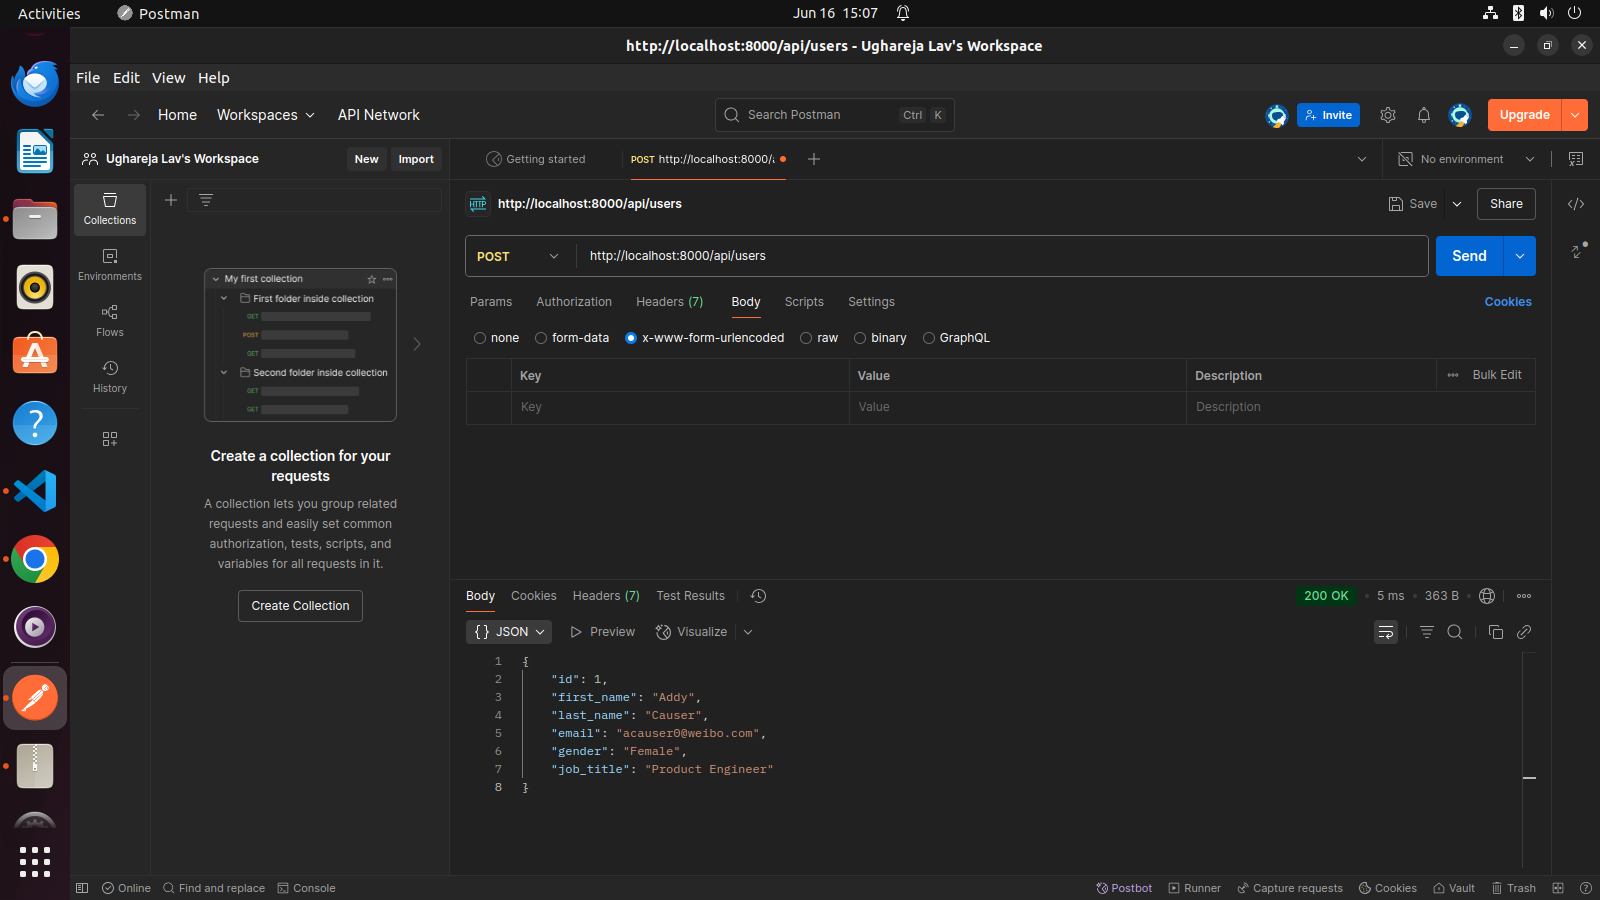 Activities Postman Jun 16 15:07
http://localhost:8000/api/users - Ughareja Lav's Workspace
File Edit View Help
Home Workspaces API Network Search Postman Ctrl K Invite Upgrade
Ughareja Lav's Workspace New Import Getting started POST http://localhost:8000/a No environment
Collections
Environments
Flows
History
My first collection
First folder inside collection
GET
POST
GET
Second folder inside collection
GET
GET
Create a collection for your
requests
A collection lets you group related
requests and easily set common
authorization, tests, scripts, and
variables for all requests in it.
Create Collection
HTTP http://localhost:8000/api/users Save Share
POST http://localhost:8000/api/users Send
Params Authorization Headers (7) Body Scripts Settings Cookies
none form-data x-www-form-urlencoded raw binary GraphQL
Key Value Description Bulk Edit
Key Value Description
Body Cookies Headers (7) Test Results 200 OK 5 ms 363 B
{} JSON Preview Visualize
1 {
2 "id": 1,
3 "first_name": "Addy",
4 "last_name": "Causer",
5 "email": "acauser0@weibo.com",
6 "gender": "Female",
7 "job_title": "Product Engineer"
8 }
Online Find and replace Console Postbot Runner Capture requests Cookies Vault Trash